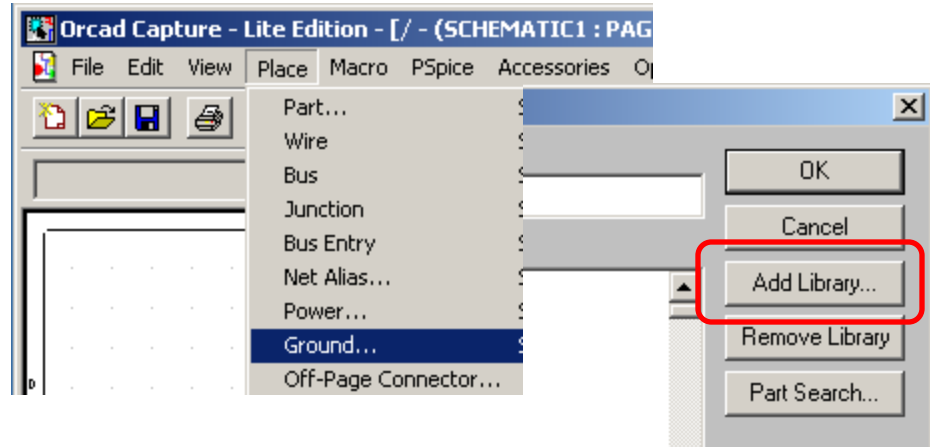 Orcad Capture - Lite Edition - [/ - (SCHEMATIC1 : PAG
File Edit View Place Macro PSpice Accessories
Part...
Wire
Bus
Junction
Bus Entry
Net Alias...
Power...
Ground...
Off-Page Connector...
OK
Cancel
Add Library...
Remove Library
Part Search...
D